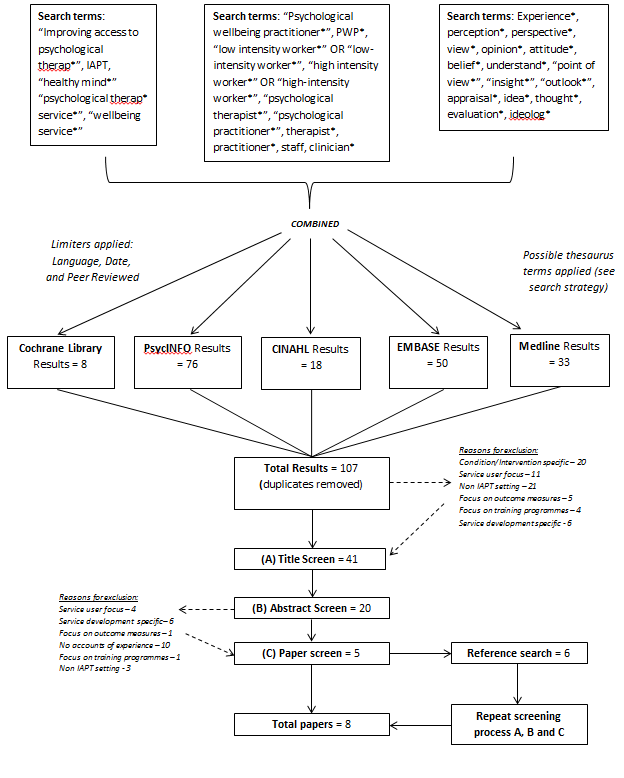 Search terms:
"Improving access to
psychological
therap*", IAPT,
"healthy mind*"
"psychological therap*
service*", "wellbeing
service*"
Search terms: "Psychological
wellbeing practitioner*", PWP*,
"low intensity worker*" OR "low-
intensity worker*", "high intensity
worker*" OR "high-intensity
worker*", "psychological
therapist*", "psychological
practitioner*", therapist*,
practitioner*, staff, clinician*
Search terms: Experience*,
perception*, perspective*,
view*, opinion*, attitude*,
belief*, understand*, "point of
view*", "insight*", "outlook*",
appraisal*, idea*, thought*,
evaluation*, ideolog*
COMBINED
Limiters applied:
Language, Date,
and Peer Reviewed
Possible thesaurus
terms applied (see
search strategy)
Cochrane Library
Results = 8
PsycINFO Results
= 76
CINAHL Results
= 18
EMBASE Results
= 50
Medline Results
= 33
Total Results = 107
(duplicates removed)
Reasons for exclusion:
Condition/Intervention specific – 20
Service user focus – 11
Non IAPT setting – 21
Focus on outcome measures – 5
Focus on training programmes – 4
Service development specific - 6
(A) Title Screen = 41
(B) Abstract Screen = 20
Reasons for exclusion:
Service user focus – 4
Service development specific – 6
Focus on outcome measures – 1
No accounts of experience – 10
Focus on training programmes – 1
Non IAPT setting - 3
(C) Paper screen = 5
Reference search = 6
Repeat screening
process A, B and C
Total papers = 8